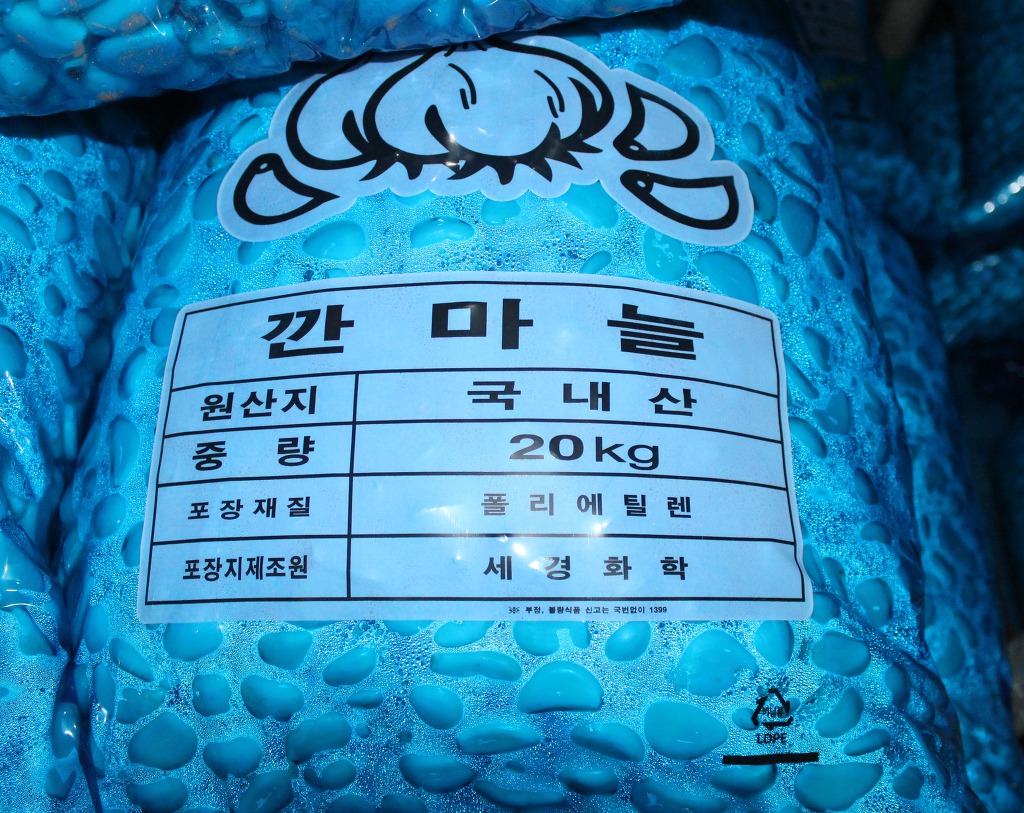 깐 마 늘
원산지 국 내 산
중 량 20kg
포장재질 폴리에틸렌
포장지제조원 세 경 화 학
※ 부정, 불량식품 신고는 국번없이 1399
LDPE